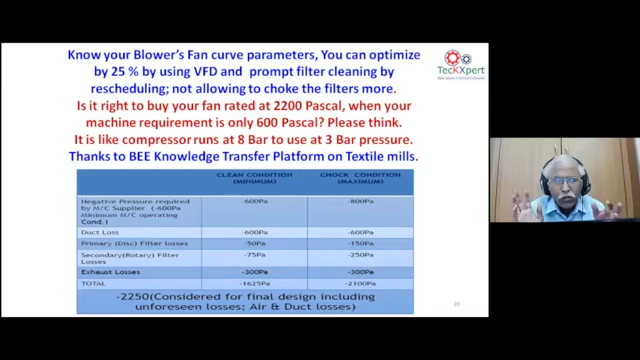 Know your Blower's Fan curve parameters, You can optimize
by 25 % by using VFD and prompt filter cleaning by
rescheduling; not allowing to choke the filters more.
Is it right to buy your fan rated at 2200 Pascal, when your
machine requirement is only 600 Pascal? Please think.
It is like compressor runs at 8 Bar to use at 3 Bar pressure.
Thanks to BEE Knowledge Transfer Platform on Textile mills.
TecKXpert
CLEAN CONDITION (MINIMUM) CHOCK CONDITION (MAXIMUM)
Negative Pressure required by M/C Supplier (-600Pa Minimum M/C operating Cond.) -600Pa -800Pa
Duct Loss -600Pa -600Pa
Primary (Disc) Filter losses -50Pa -150Pa
Secondary(Rotary) Filter Losses -75Pa -250Pa
Exhaust Losses -300Pa -300Pa
TOTAL -1625Pa -2100Pa
-2250(Considered for final design including
unforeseen losses; Air & Duct losses)